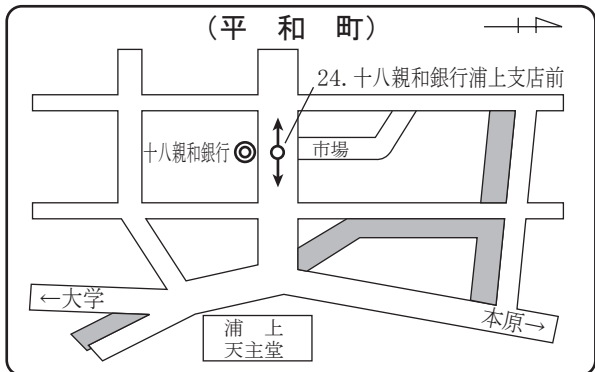 (平和町)
24.十八親和銀行浦上支店前
十八親和銀行
市場
←大学
本原→
浦上
天主堂